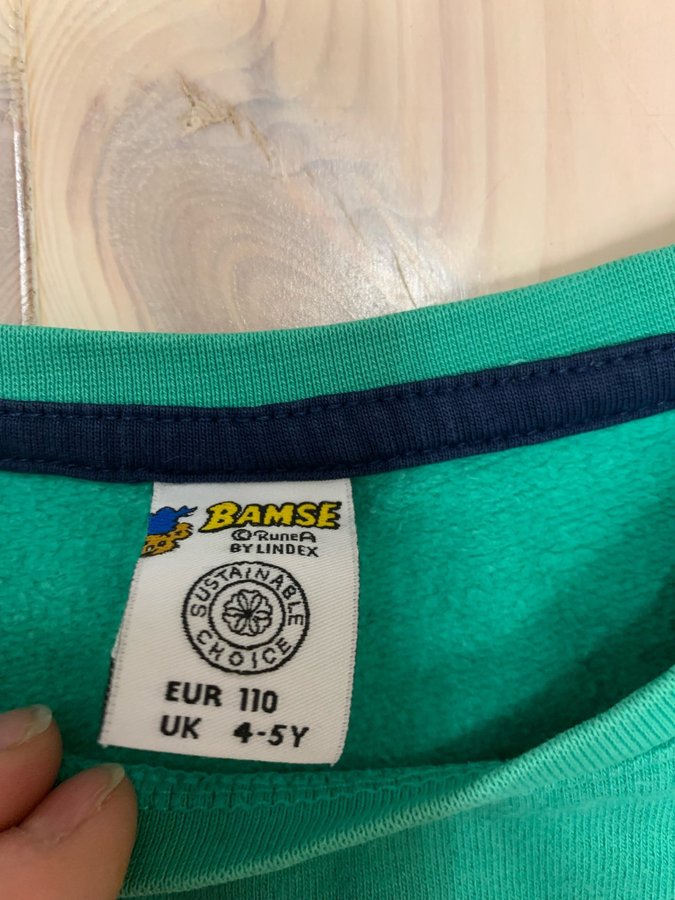 BAMSE
©RuneA
BY LINDEX
SUSTAINABLE
CHOICE
EUR 110
UK 4-5Y